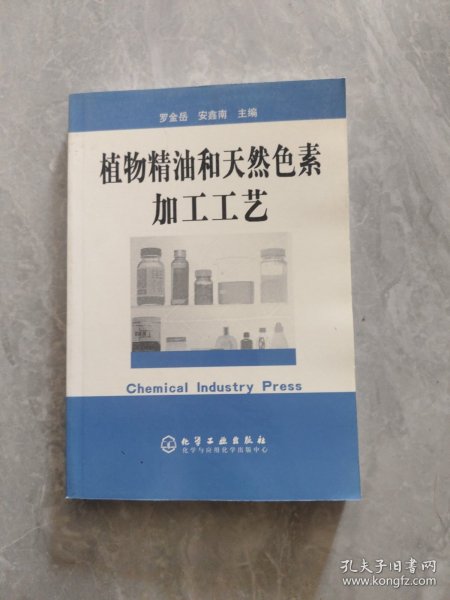 罗金岳 安鑫南 主编
植物精油和天然色素
加工工艺
Chemical Industry Press
化学工业出版社
化学与应用化学出版中心
孔夫子旧书网
www.kongfz.com